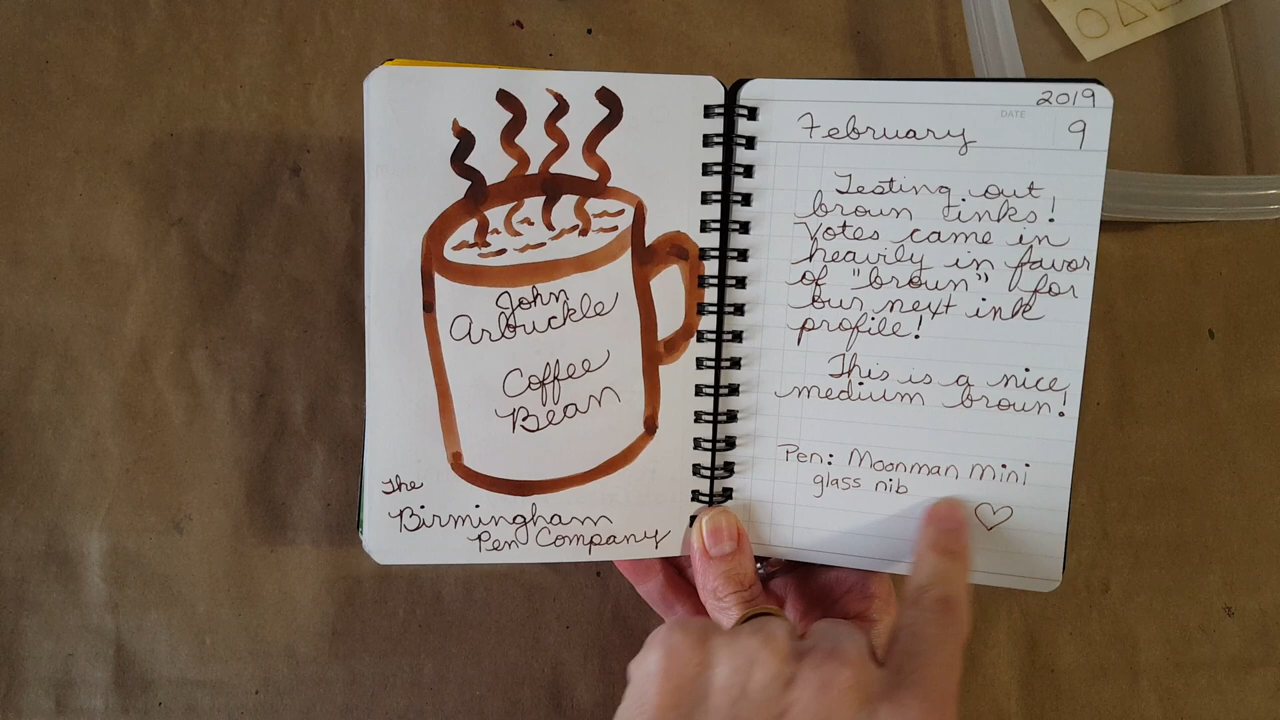 John
Arbuckle
Coffee
Bean
The
Birmingham
Pen Company
2019
DATE
February 9
Testing out
brown inks!
Votes came in
heavily in favor
of "brown" for
our next ink
profile!
This is a nice
medium brown!
Pen: Moonman Mini
glass nib